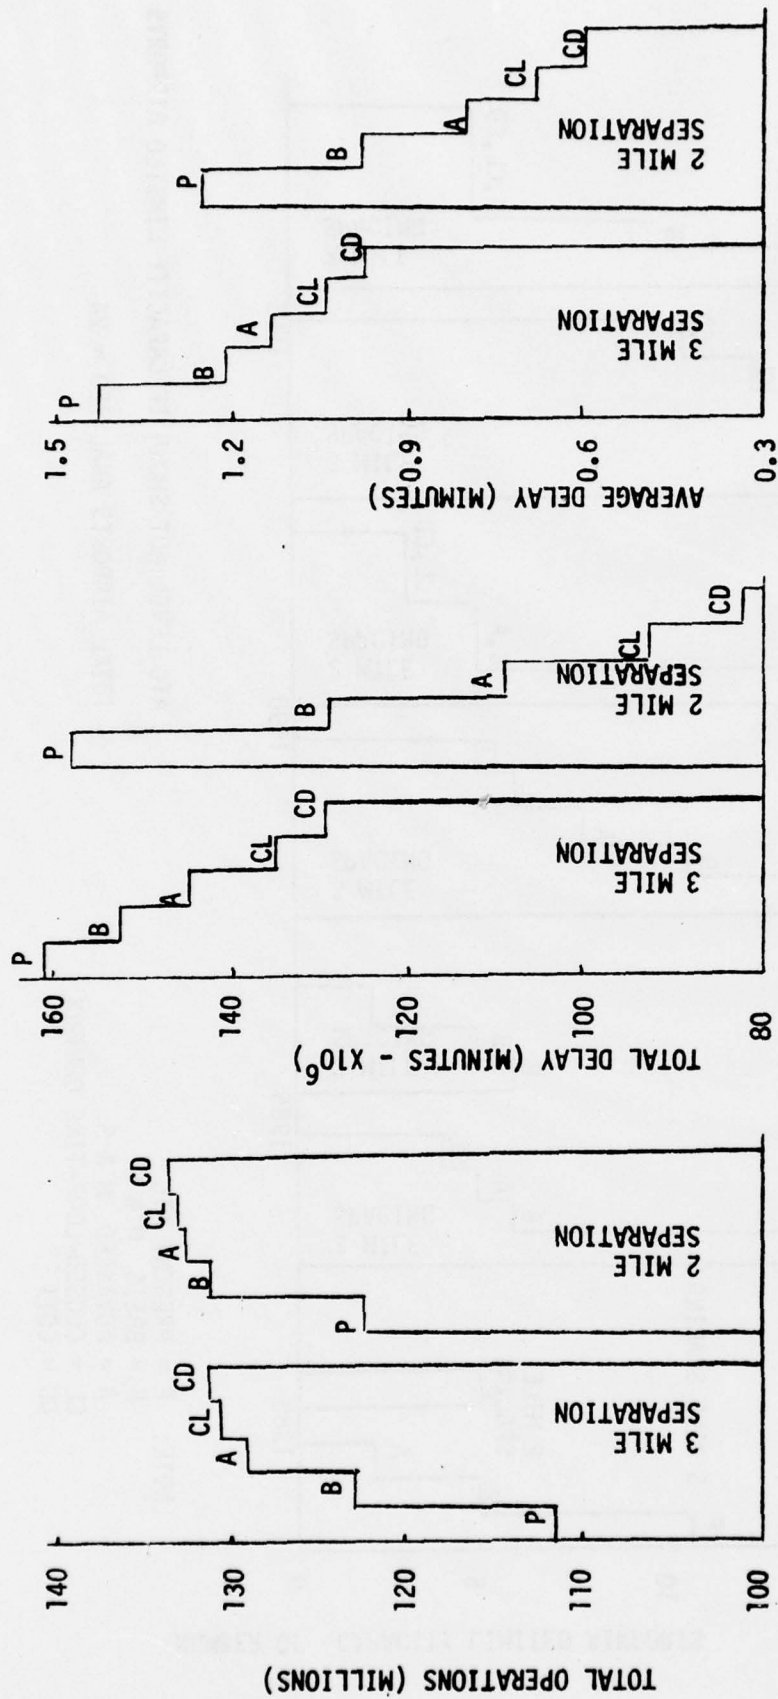 TOTAL OPERATIONS (MILLIONS)
140
130
120
110
100
P
B
A
CL
CD
3 MILE
SEPARATION
P
B
A
CL
CD
2 MILE
SEPARATION
TOTAL DELAY (MINUTES - X10⁶)
160
140
120
100
80
P
B
A
CL
CD
3 MILE
SEPARATION
P
B
A
CL
CD
2 MILE
SEPARATION
AVERAGE DELAY (MIMUTES)
1.5
1.2
0.9
0.6
0.3
P
B
A
CL
CD
3 MILE
SEPARATION
P
B
A
CL
CD
2 MILE
SEPARATION